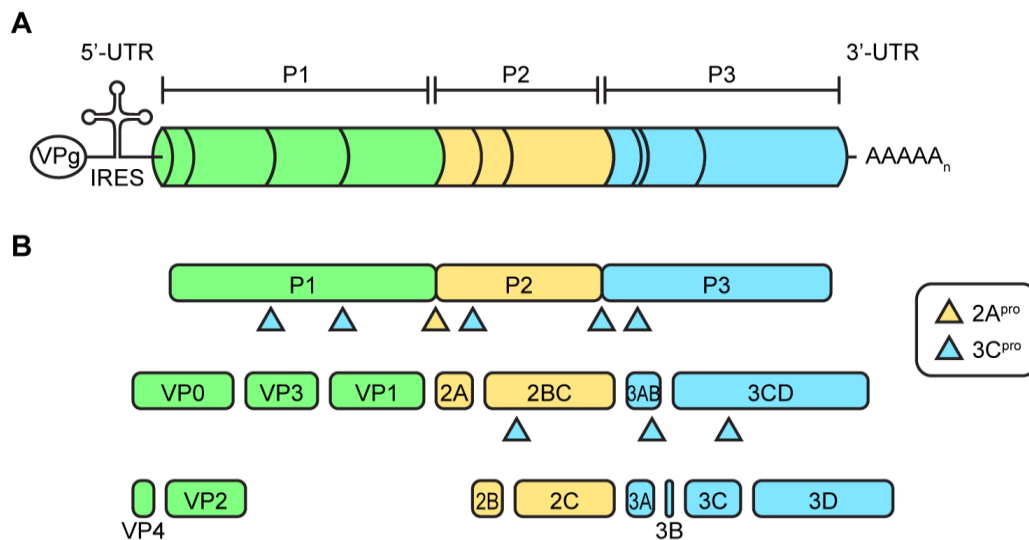 A
5'-UTR
P1
P2
P3
3'-UTR
VPg
IRES
AAAAAn
B
P1
P2
P3
2Apro
3Cpro
VP0
VP3
VP1
2A
2BC
3AB
3CD
VP4
VP2
2B
2C
3A
3B
3C
3D